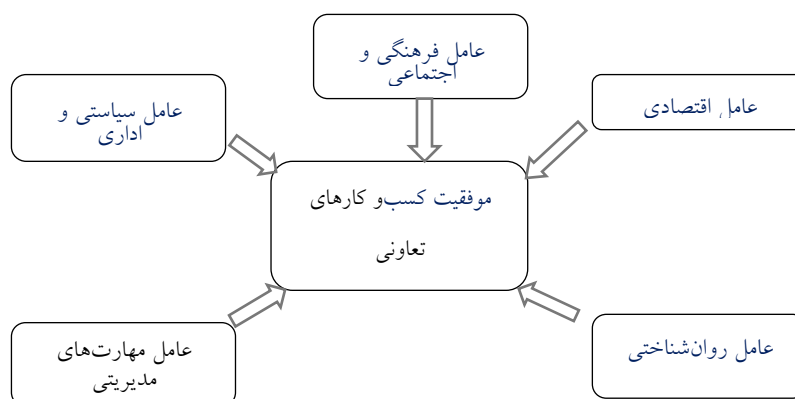 عامل فرهنگی و
اجتماعی
عامل اقتصادی
عامل سیاستی و
اداری
موفقیت کسب‌و کارهای
تعاونی
عامل روان‌شناختی
عامل مهارت‌های
مدیریتی